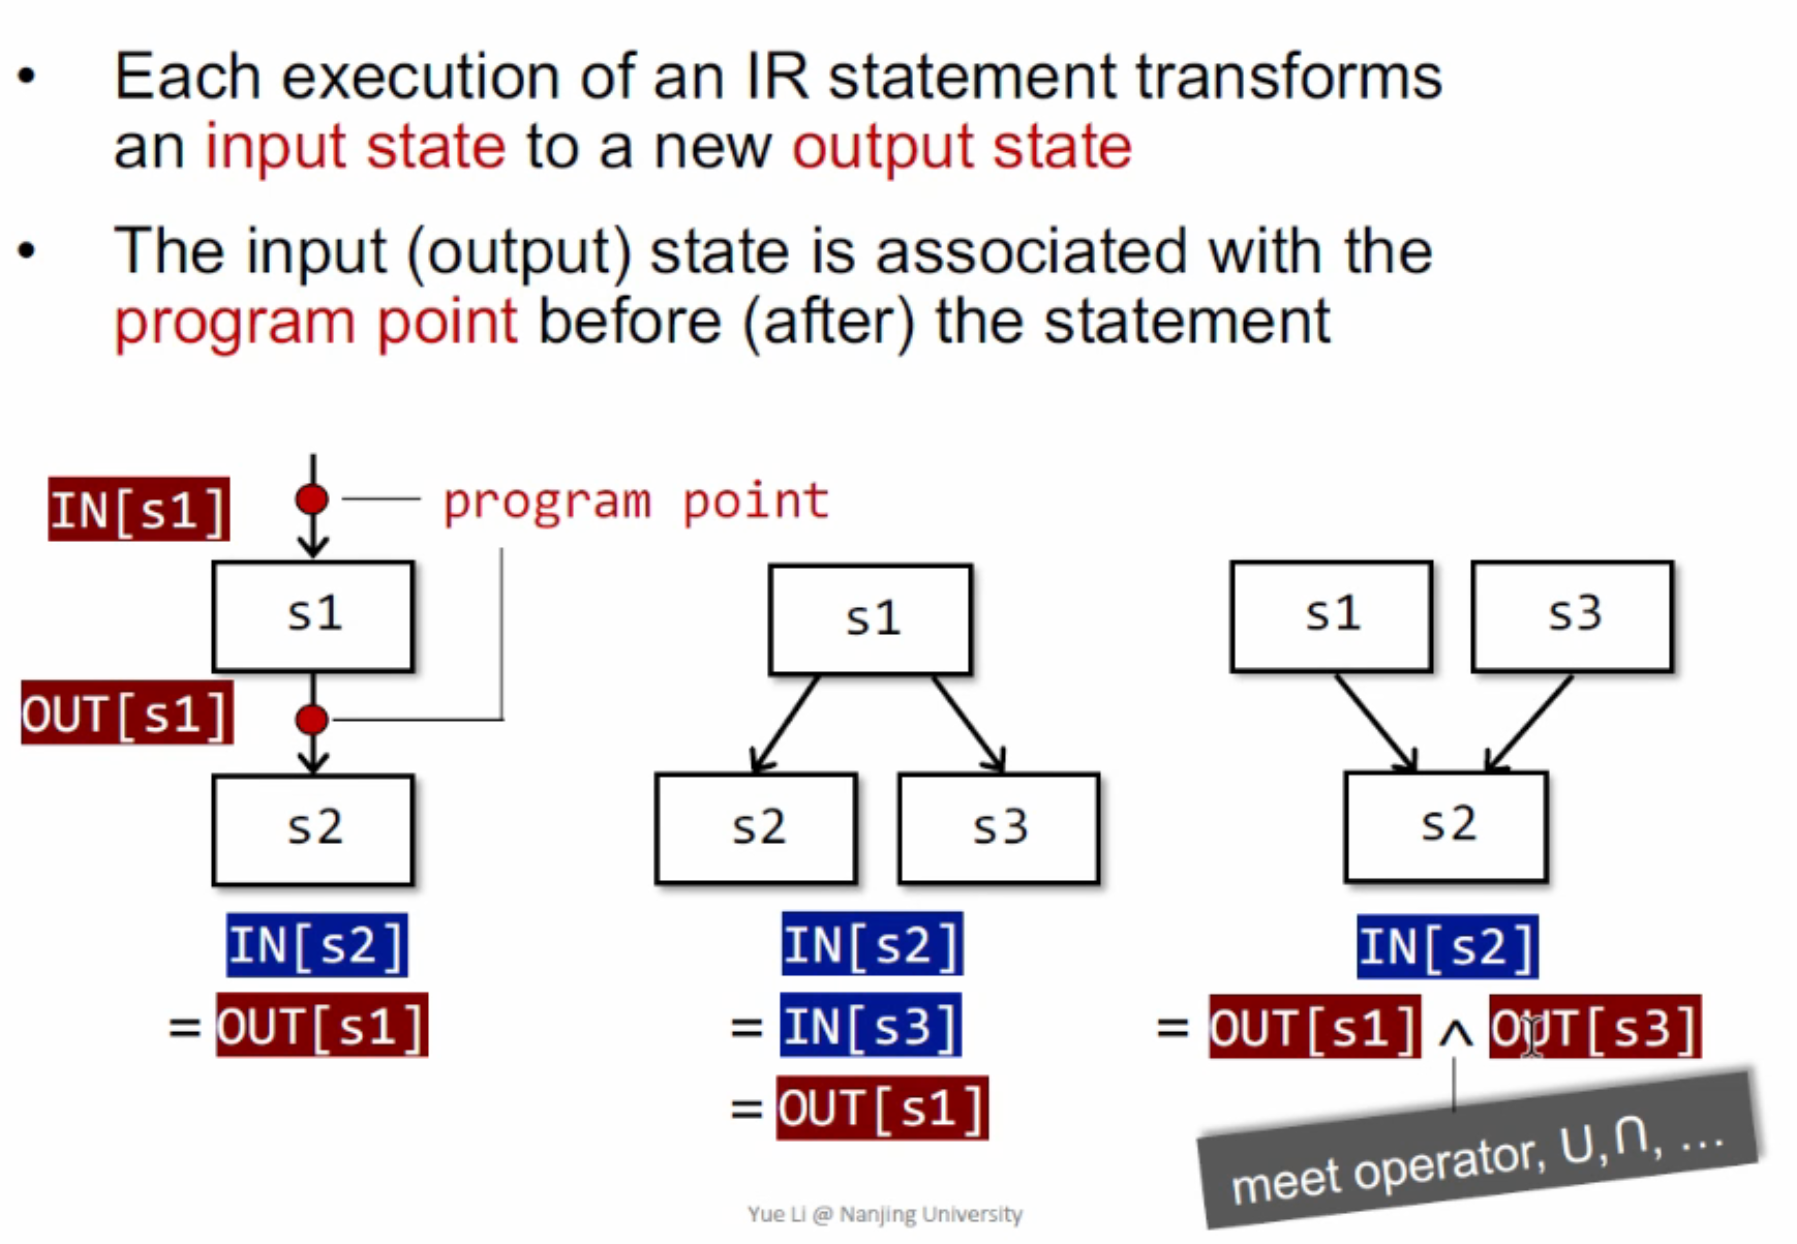 • Each execution of an IR statement transforms
an input state to a new output state
• The input (output) state is associated with the
program point before (after) the statement
IN[s1]
program point
s1
OUT[s1]
s2
IN[s2]
= OUT[s1]
s1
s2 s3
IN[s2]
= IN[s3]
= OUT[s1]
s1 s3
s2
IN[s2]
= OUT[s1] ∧ OUT[s3]
meet operator, ∪,∩, …
Yue Li @ Nanjing University